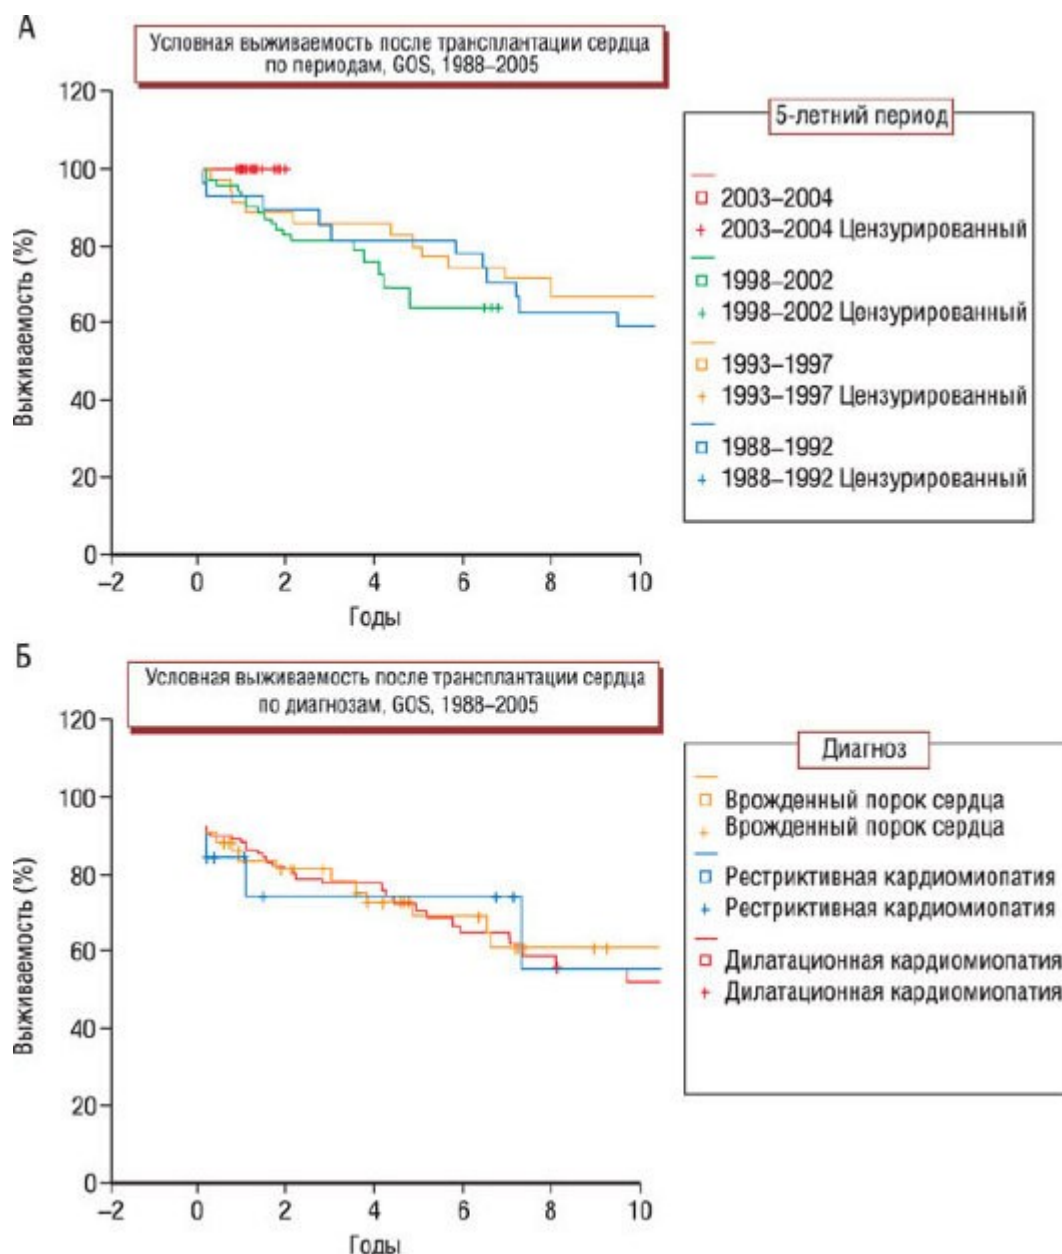 А
Условная выживаемость после трансплантации сердца
по периодам, GOS, 1988–2005
120
100
80
60
40
20
0
Выживаемость (%)
–2
0
2
4
6
8
10
Годы
5-летний период
2003–2004
2003–2004 Цензурированный
1998–2002
1998–2002 Цензурированный
1993–1997
1993–1997 Цензурированный
1988–1992
1988–1992 Цензурированный
Б
Условная выживаемость после трансплантации сердца
по диагнозам, GOS, 1988–2005
120
100
80
60
40
20
0
Выживаемость (%)
–2
0
2
4
6
8
10
Годы
Диагноз
Врожденный порок сердца
Врожденный порок сердца
Рестриктивная кардиомиопатия
Рестриктивная кардиомиопатия
Дилатационная кардиомиопатия
Дилатационная кардиомиопатия